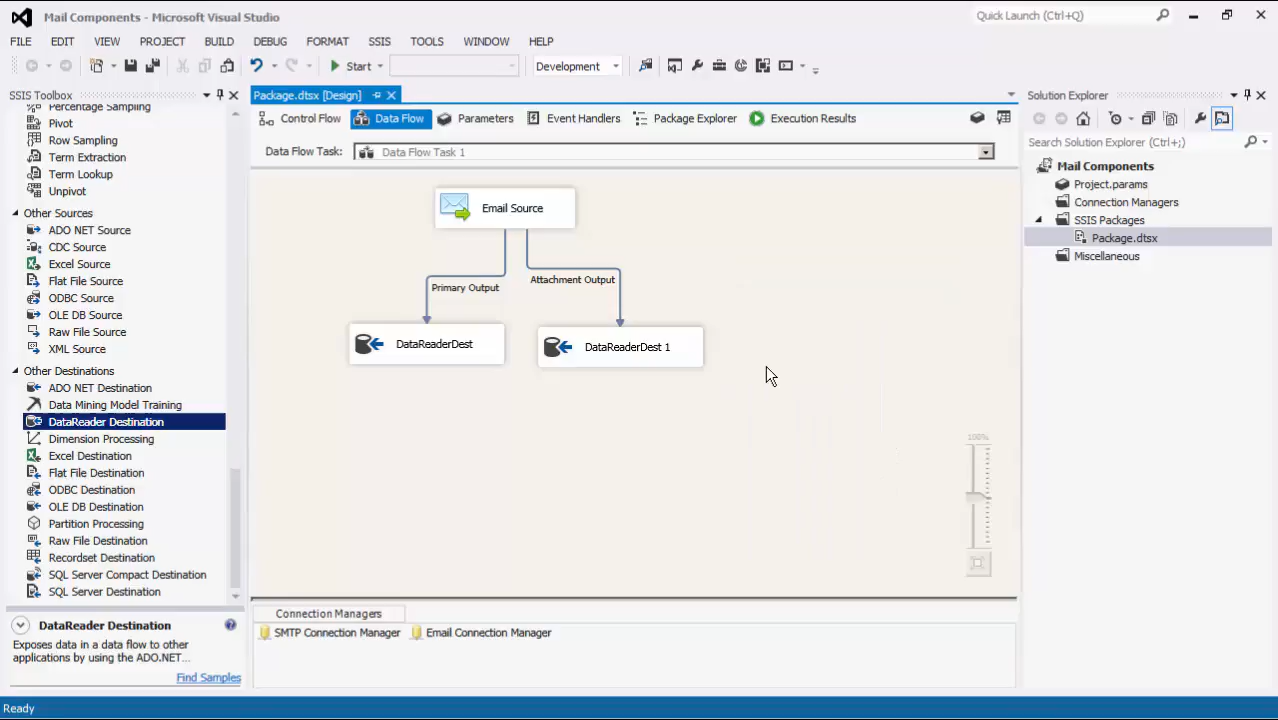 Mail Components - Microsoft Visual Studio
Quick Launch (Ctrl+Q)
FILE EDIT VIEW PROJECT BUILD DEBUG FORMAT SSIS TOOLS WINDOW HELP
Start Development
SSIS Toolbox
Percentage Sampling
Pivot
Row Sampling
Term Extraction
Term Lookup
Unpivot
Other Sources
ADO NET Source
CDC Source
Excel Source
Flat File Source
ODBC Source
OLE DB Source
Raw File Source
XML Source
Other Destinations
ADO NET Destination
Data Mining Model Training
DataReader Destination
Dimension Processing
Excel Destination
Flat File Destination
ODBC Destination
OLE DB Destination
Partition Processing
Raw File Destination
Recordset Destination
SQL Server Compact Destination
SQL Server Destination
DataReader Destination
Exposes data in a data flow to other
applications by using the ADO.NET...
Find Samples
Package.dtsx [Design]
Control Flow Data Flow Parameters Event Handlers Package Explorer Execution Results
Data Flow Task: Data Flow Task 1
Email Source
Primary Output
Attachment Output
DataReaderDest
DataReaderDest 1
100%
Connection Managers
SMTP Connection Manager Email Connection Manager
Solution Explorer
Search Solution Explorer (Ctrl+;)
Mail Components
Project.params
Connection Managers
SSIS Packages
Package.dtsx
Miscellaneous
Ready